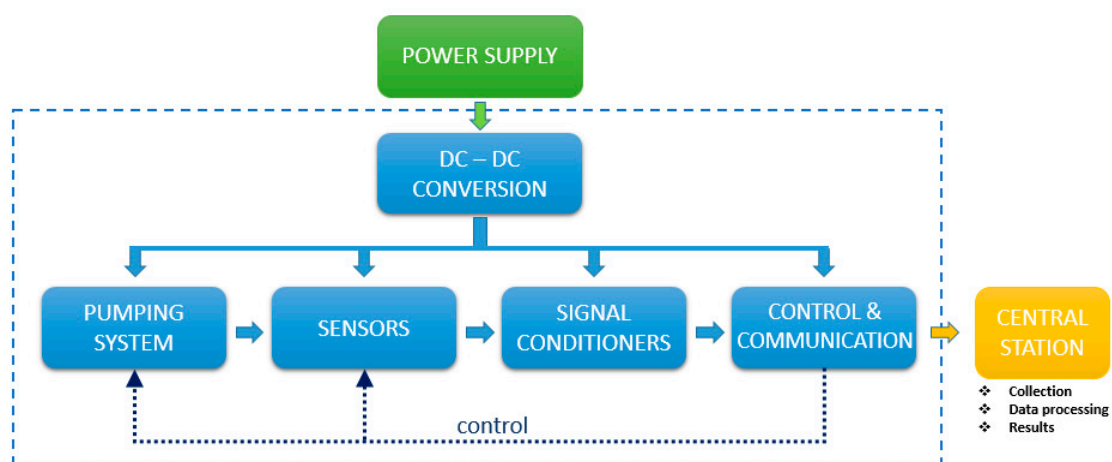 POWER SUPPLY
DC – DC
CONVERSION
PUMPING
SYSTEM
SENSORS
SIGNAL
CONDITIONERS
CONTROL &
COMMUNICATION
CENTRAL
STATION
❖ Collection
❖ Data processing
❖ Results
control